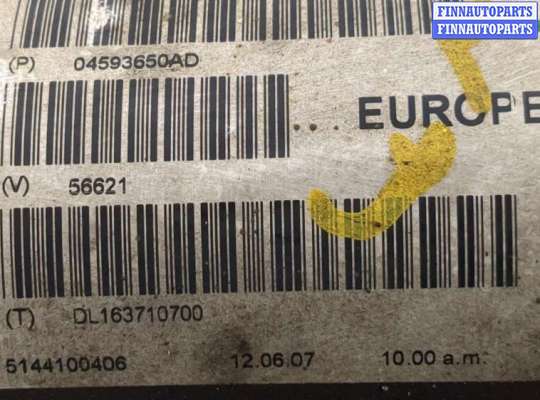 FINNAUTOPARTS
FINNAUTOPARTS
(P) 04593650AD
EUROPE
(V) 56621
(T) DL163710700
5144100406 12.06.07 10.00 a.m.